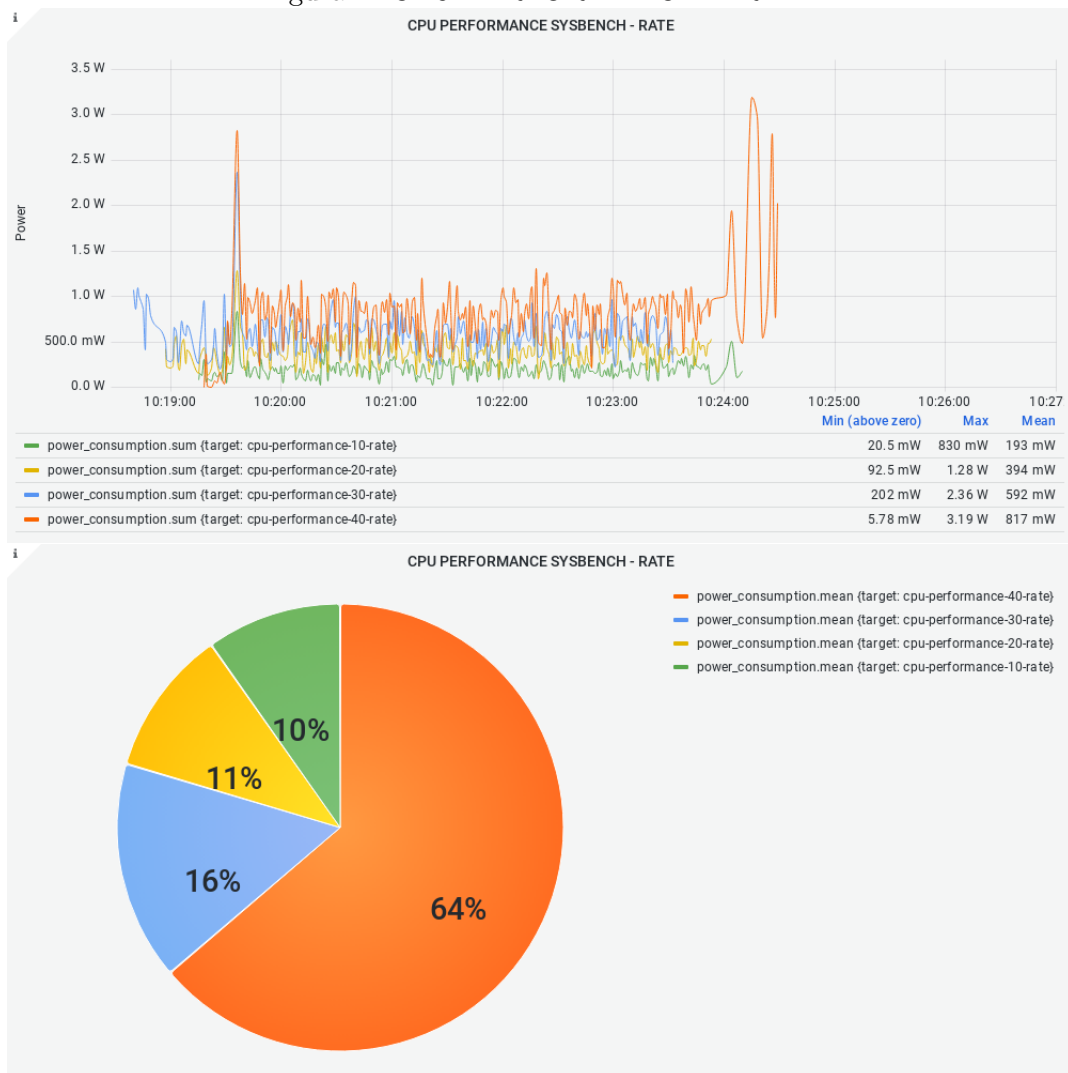 i
CPU PERFORMANCE SYSBENCH - RATE
3.5 W
3.0 W
2.5 W
2.0 W
1.5 W
1.0 W
500.0 mW
0.0 W
Power
10:19:00 10:20:00 10:21:00 10:22:00 10:23:00 10:24:00 10:25:00 10:26:00 10:27
Min (above zero) Max Mean
power_consumption.sum {target: cpu-performance-10-rate} 20.5 mW 830 mW 193 mW
power_consumption.sum {target: cpu-performance-20-rate} 92.5 mW 1.28 W 394 mW
power_consumption.sum {target: cpu-performance-30-rate} 202 mW 2.36 W 592 mW
power_consumption.sum {target: cpu-performance-40-rate} 5.78 mW 3.19 W 817 mW
i
CPU PERFORMANCE SYSBENCH - RATE
power_consumption.mean {target: cpu-performance-40-rate}
power_consumption.mean {target: cpu-performance-30-rate}
power_consumption.mean {target: cpu-performance-20-rate}
power_consumption.mean {target: cpu-performance-10-rate}
10%
11%
16%
64%